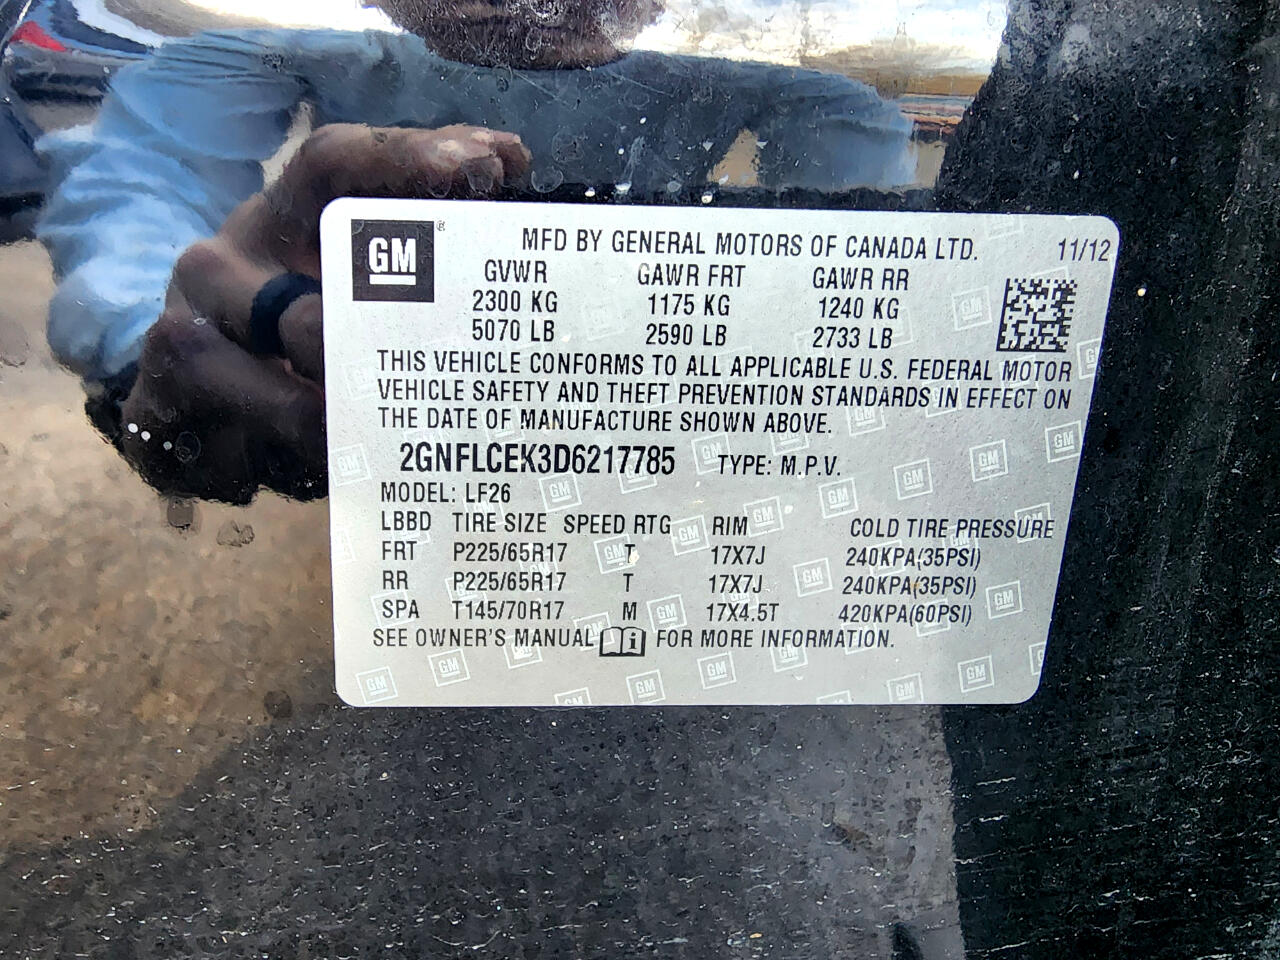 GM
MFD BY GENERAL MOTORS OF CANADA LTD. 11/12
GVWR GAWR FRT GAWR RR
2300 KG 1175 KG 1240 KG
5070 LB 2590 LB 2733 LB
THIS VEHICLE CONFORMS TO ALL APPLICABLE U.S. FEDERAL MOTOR
VEHICLE SAFETY AND THEFT PREVENTION STANDARDS IN EFFECT ON
THE DATE OF MANUFACTURE SHOWN ABOVE.
2GNFLCEK3D6217785 TYPE: M.P.V.
MODEL: LF26
LBBD TIRE SIZE SPEED RTG RIM COLD TIRE PRESSURE
FRT P225/65R17 T 17X7J 240KPA(35PSI)
RR P225/65R17 T 17X7J 240KPA(35PSI)
SPA T145/70R17 M 17X4.5T 420KPA(60PSI)
SEE OWNER'S MANUAL i FOR MORE INFORMATION.